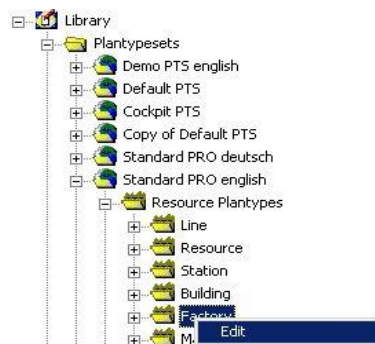 Library
Plantypesets
Demo PTS english
Default PTS
Cockpit PTS
Copy of Default PTS
Standard PRO deutsch
Standard PRO english
Resource Plantypes
Line
Resource
Station
Building
Factory
Edit